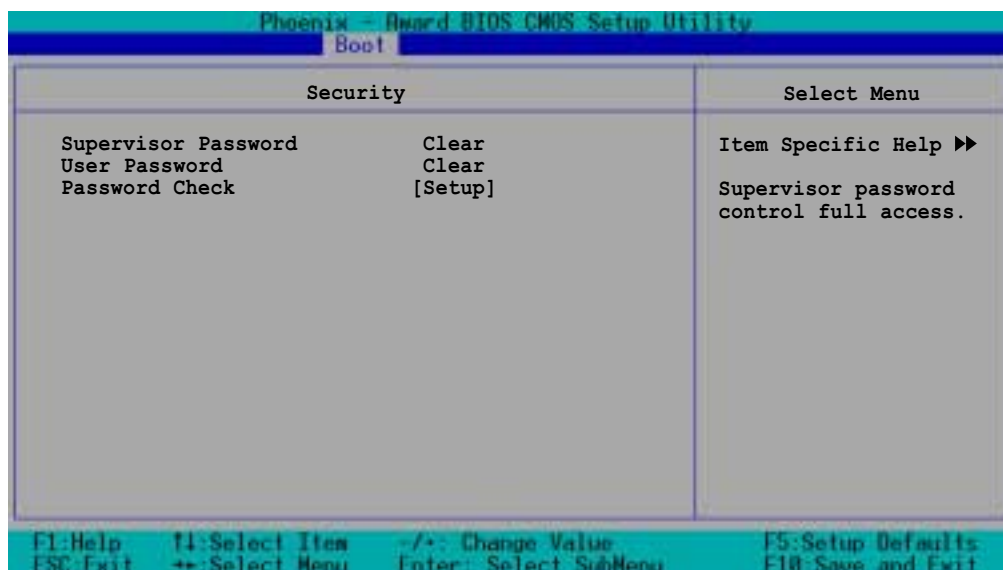 Phoenix - Award BIOS CMOS Setup Utility
Boot
Security
Select Menu
Supervisor Password Clear
User Password Clear
Password Check [Setup]
Item Specific Help ▶▶
Supervisor password
control full access.
F1:Help ↑↓:Select Item -/+: Change Value F5:Setup Defaults
ESC:Exit ←→:Select Menu Enter: Select SubMenu F10:Save and Exit